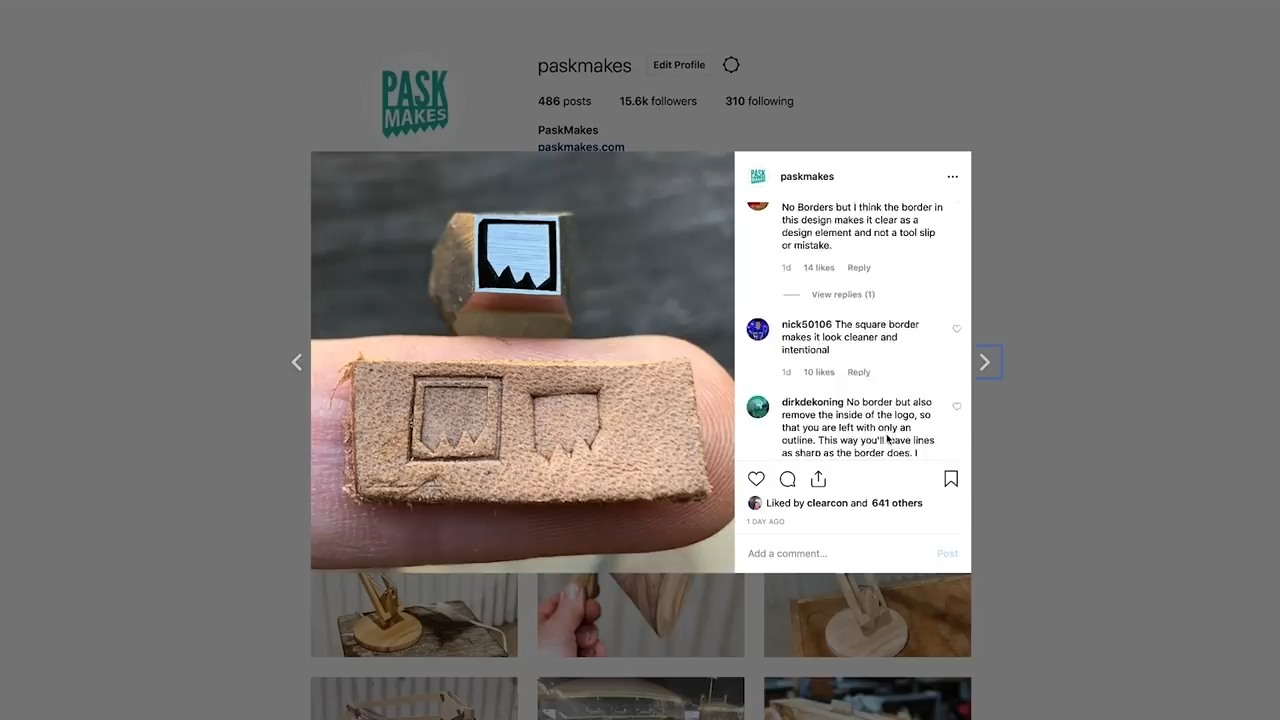 paskmakes Edit Profile
PASK
MAKES
486 posts 15.6k followers 310 following
PaskMakes
paskmakes.com
PASK
MAKES
paskmakes
No Borders but I think the border in
this design makes it clear as a
design element and not a tool slip
or mistake.
1d 14 likes Reply
View replies (1)
nick50106 The square border
makes it look cleaner and
intentional
1d 10 likes Reply
dirkdekoning No border but also
remove the inside of the logo, so
that you are left with only an
outline. This way you'll have lines
as sharp as the border does. I
Liked by clearcon and 641 others
1 DAY AGO
Add a comment... Post